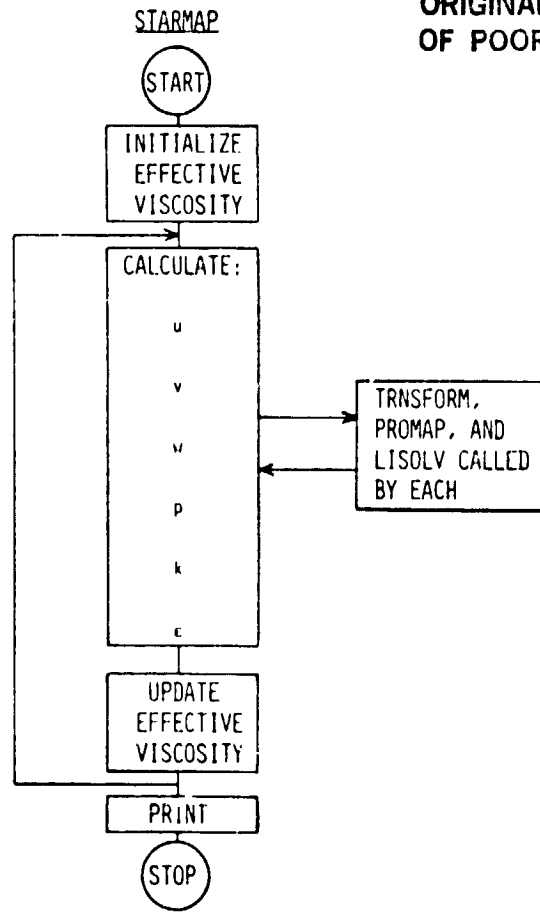 ORIGINAL
OF POOR
STARMAP
START
INITIALIZE
EFFECTIVE
VISCOSITY
CALCULATE:
u
v
w
p
k
ε
TRNSFORM,
PROMAP, AND
LISOLV CALLED
BY EACH
UPDATE
EFFECTIVE
VISCOSITY
PRINT
STOP